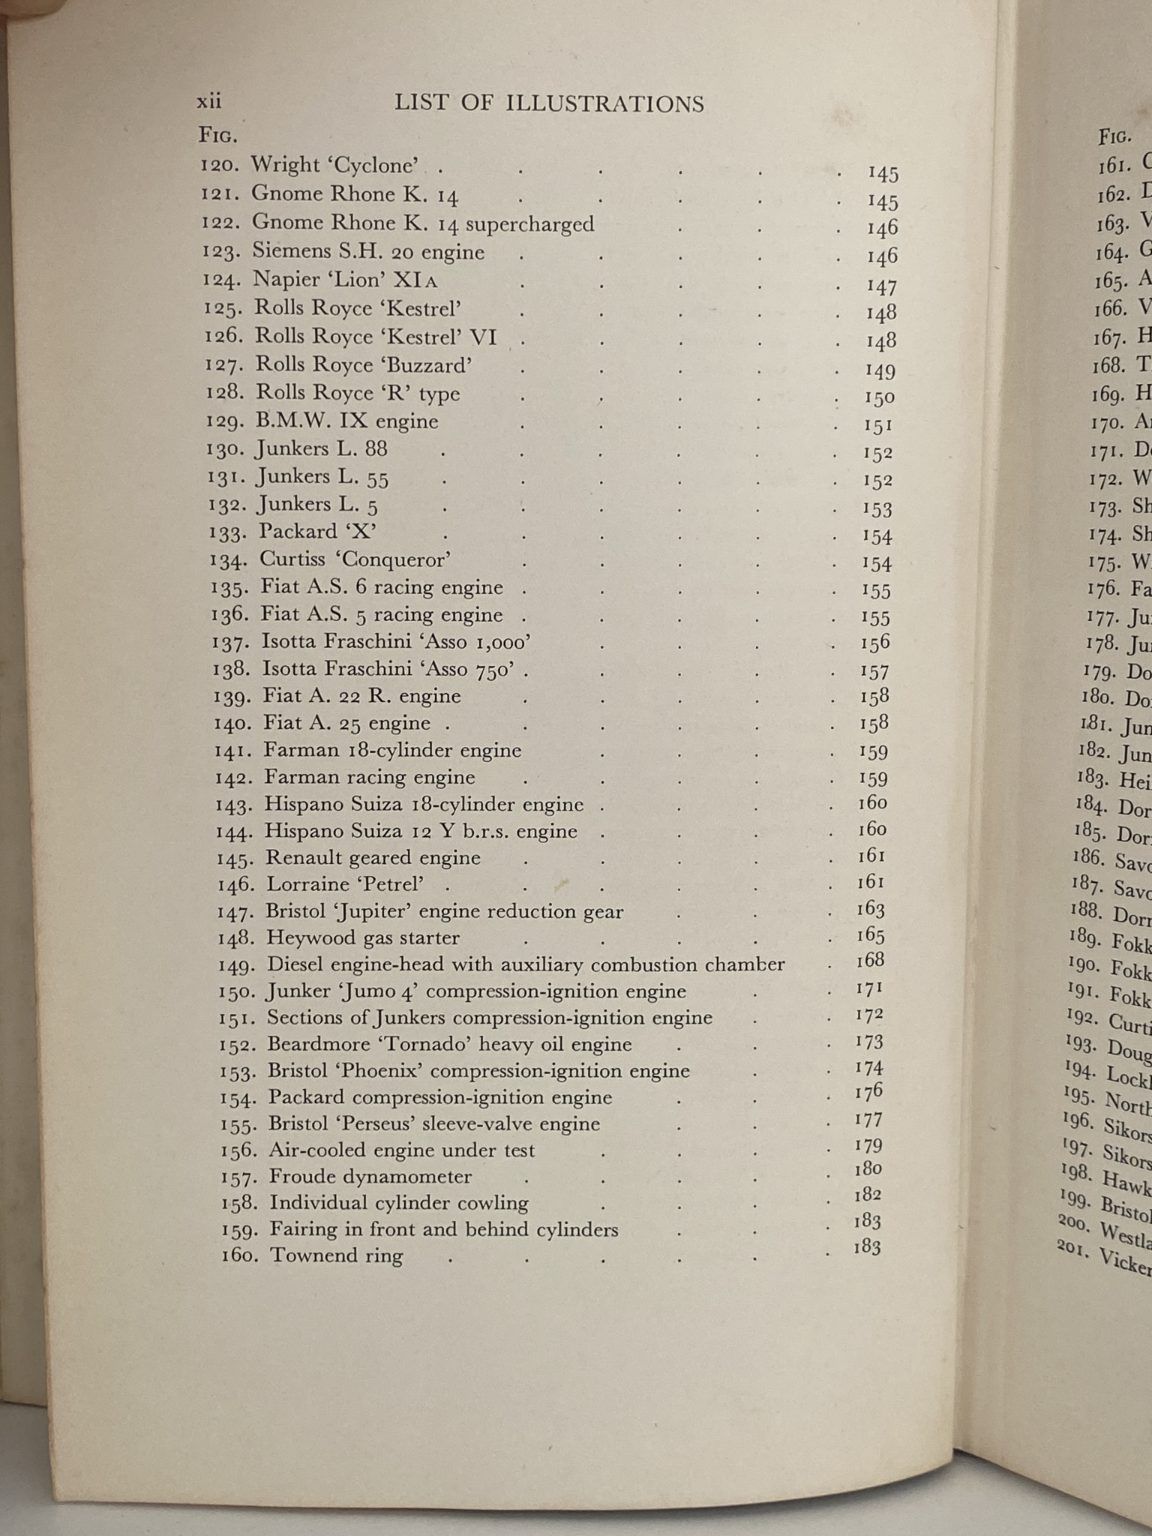 xii LIST OF ILLUSTRATIONS
FIG.
120. Wright ‘Cyclone’ . . . . . . 145
121. Gnome Rhone K. 14 . . . . . 145
122. Gnome Rhone K. 14 supercharged . . . 146
123. Siemens S.H. 20 engine . . . . . 146
124. Napier ‘Lion’ XIA . . . . . 147
125. Rolls Royce ‘Kestrel’ . . . . . 148
126. Rolls Royce ‘Kestrel’ VI . . . . . 148
127. Rolls Royce ‘Buzzard’ . . . . . 149
128. Rolls Royce ‘R’ type . . . . . 150
129. B.M.W. IX engine . . . . . 151
130. Junkers L. 88 . . . . . . 152
131. Junkers L. 55 . . . . . . 152
132. Junkers L. 5 . . . . . . 153
133. Packard ‘X’ . . . . . . 154
134. Curtiss ‘Conqueror’ . . . . . 154
135. Fiat A.S. 6 racing engine . . . . . 155
136. Fiat A.S. 5 racing engine . . . . . 155
137. Isotta Fraschini ‘Asso 1,000’ . . . . 156
138. Isotta Fraschini ‘Asso 750’ . . . . . 157
139. Fiat A. 22 R. engine . . . . . 158
140. Fiat A. 25 engine . . . . . . 158
141. Farman 18-cylinder engine . . . . 159
142. Farman racing engine . . . . . 159
143. Hispano Suiza 18-cylinder engine . . . . 160
144. Hispano Suiza 12 Y b.r.s. engine . . . . 160
145. Renault geared engine . . . . . 161
146. Lorraine ‘Petrel’ . . . . . . 161
147. Bristol ‘Jupiter’ engine reduction gear . . . 163
148. Heywood gas starter . . . . . 165
149. Diesel engine-head with auxiliary combustion chamber . 168
150. Junker ‘Jumo 4’ compression-ignition engine . . 171
151. Sections of Junkers compression-ignition engine . . 172
152. Beardmore ‘Tornado’ heavy oil engine . . . 173
153. Bristol ‘Phoenix’ compression-ignition engine . . 174
154. Packard compression-ignition engine . . . 176
155. Bristol ‘Perseus’ sleeve-valve engine . . . 177
156. Air-cooled engine under test . . . . 179
157. Froude dynamometer . . . . . 180
158. Individual cylinder cowling . . . . 182
159. Fairing in front and behind cylinders . . . 183
160. Townend ring . . . . . . 183
FIG.
161.
162.
163.
164.
165.
166.
167.
168.
169.
170.
171.
172.
173.
174.
175.
176.
177.
178.
179.
180.
181.
182.
183.
184.
185.
186.
187.
188.
189.
190.
191.
192.
193.
194.
195.
196.
197.
198.
199. Bristol
200.
201.